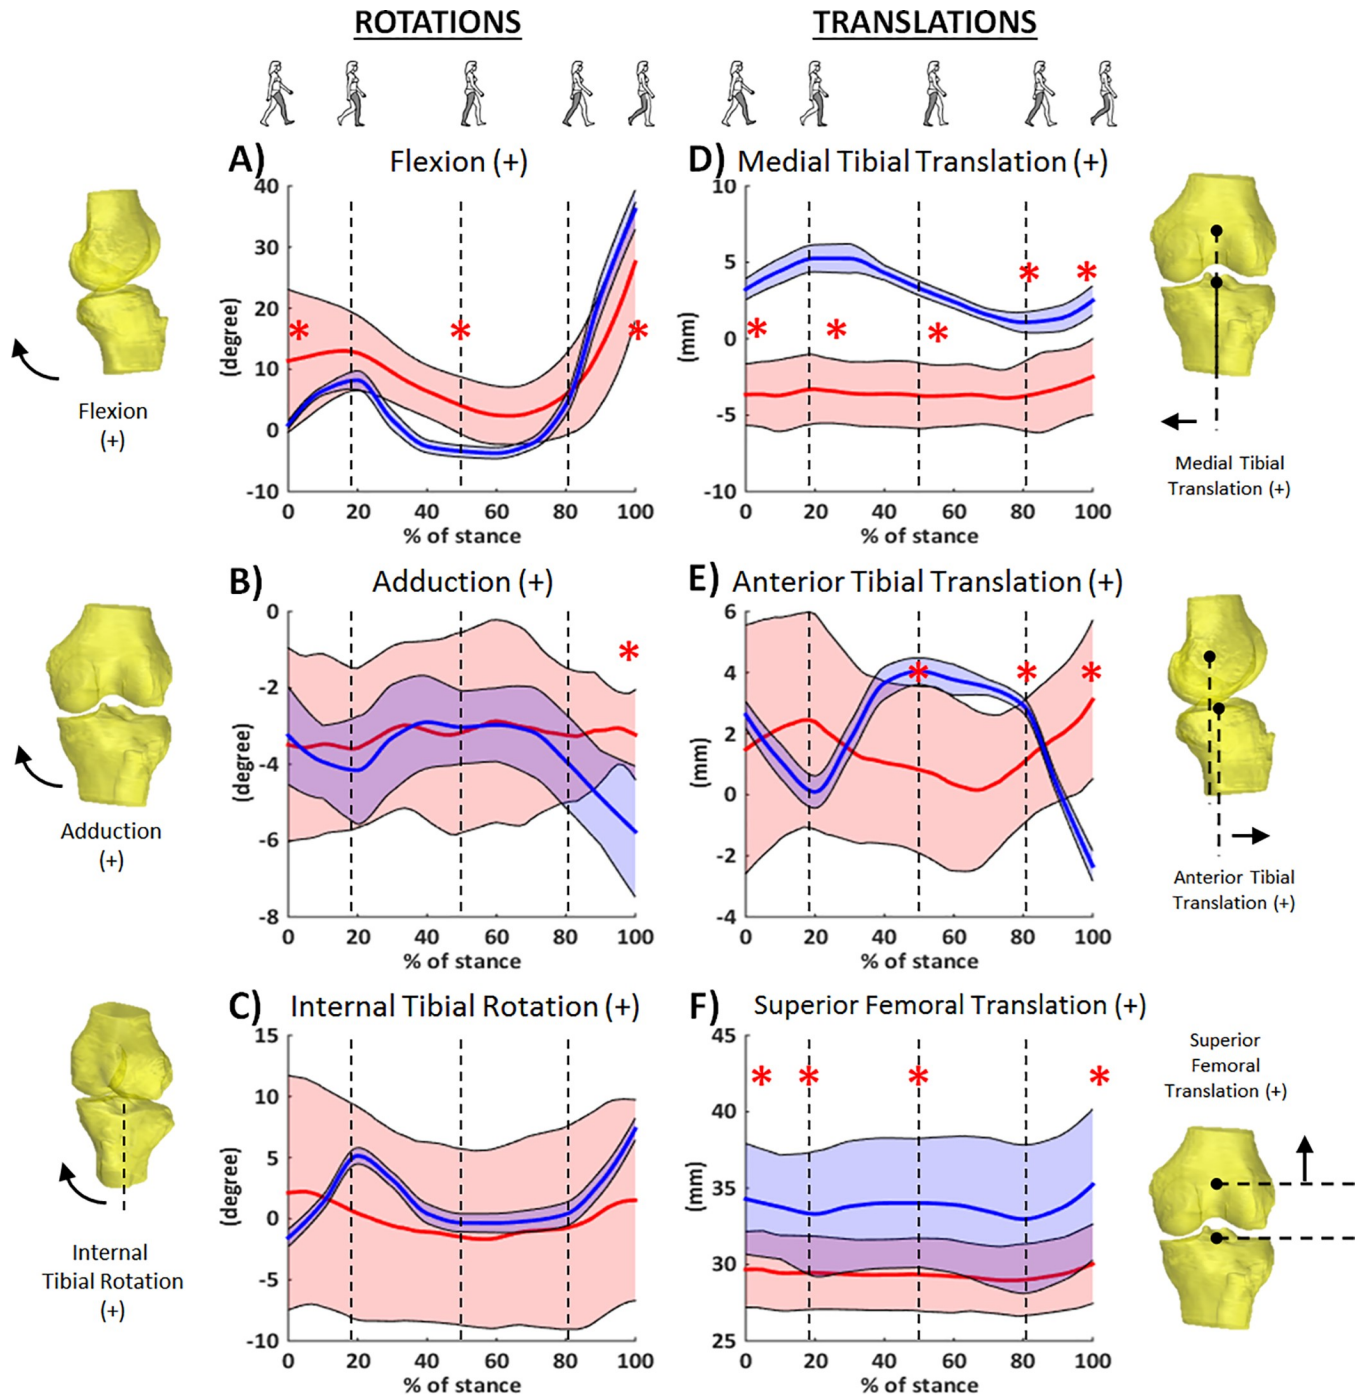 ROTATIONS
TRANSLATIONS
A) Flexion (+)
40
30
20
10
0
-10
(degree)
0 20 40 60 80 100
% of stance
Flexion
(+)
D) Medial Tibial Translation (+)
10
5
0
-5
-10
(mm)
0 20 40 60 80 100
% of stance
Medial Tibial
Translation (+)
B) Adduction (+)
0
-2
-4
-6
-8
(degree)
0 20 40 60 80 100
% of stance
Adduction
(+)
E) Anterior Tibial Translation (+)
6
4
2
0
-2
-4
(mm)
0 20 40 60 80 100
% of stance
Anterior Tibial
Translation (+)
C) Internal Tibial Rotation (+)
15
10
5
0
-5
-10
(degree)
0 20 40 60 80 100
% of stance
Internal
Tibial Rotation
(+)
F) Superior Femoral Translation (+)
45
40
35
30
25
(mm)
0 20 40 60 80 100
% of stance
Superior
Femoral
Translation (+)